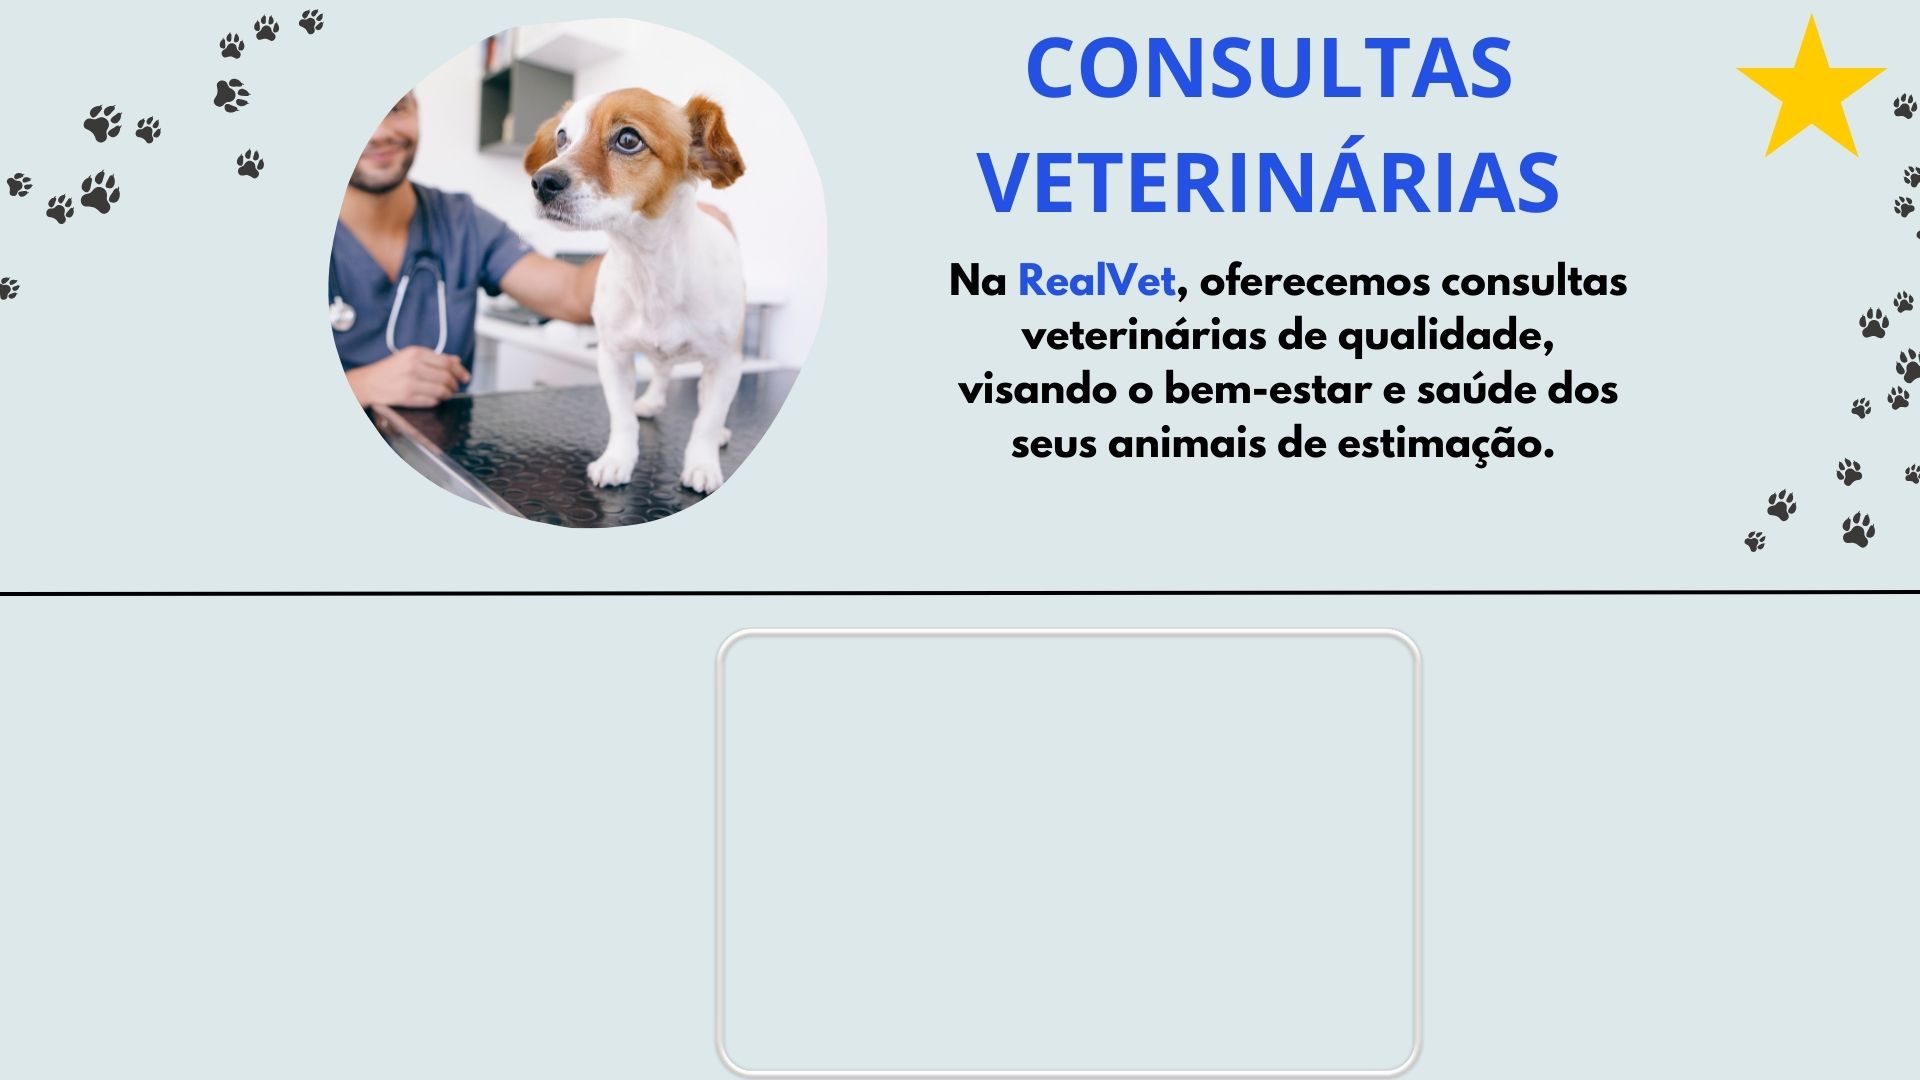 CONSULTAS
VETERINÁRIAS
Na RealVet, oferecemos consultas
veterinárias de qualidade,
visando o bem-estar e saúde dos
seus animais de estimação.